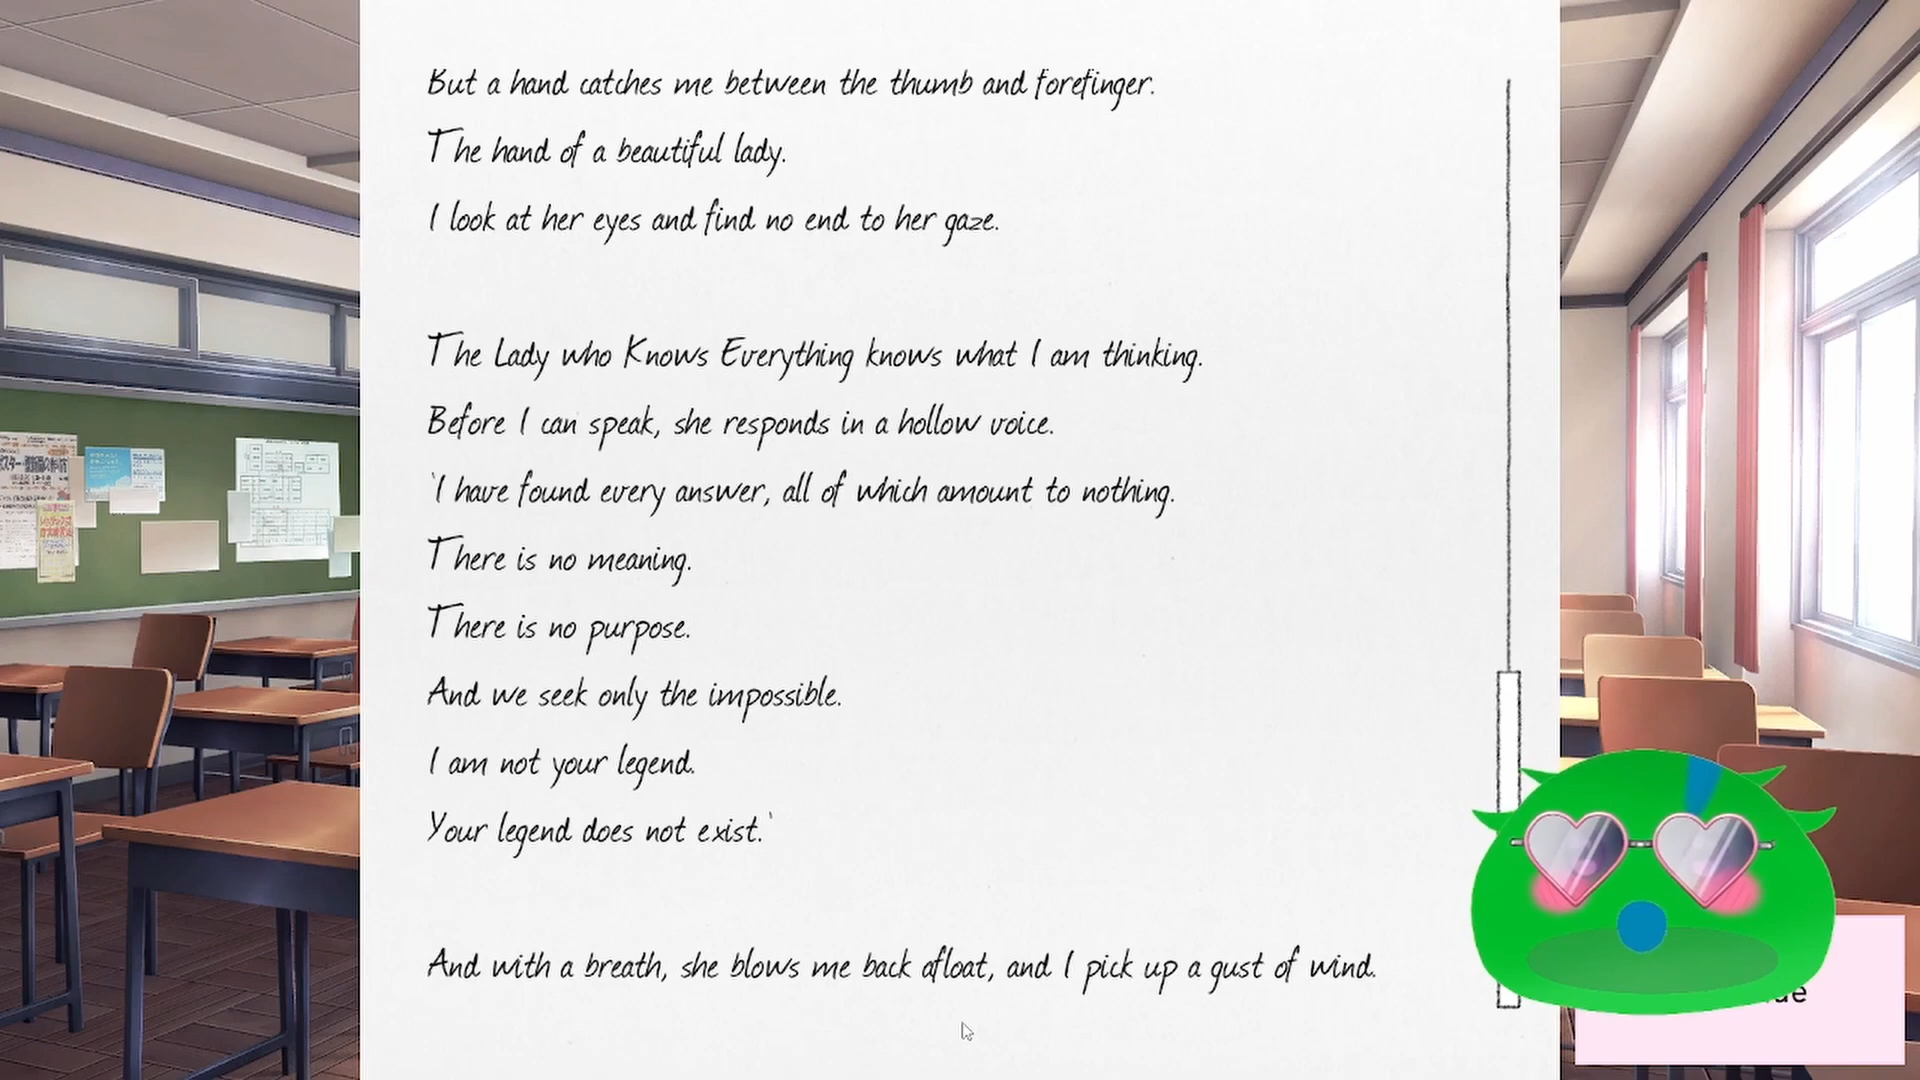 But a hand catches me between the thumb and forefinger.
The hand of a beautiful lady.
I look at her eyes and find no end to her gaze.
The Lady who Knows Everything knows what I am thinking.
Before I can speak, she responds in a hollow voice.
'I have found every answer, all of which amount to nothing.
There is no meaning.
There is no purpose.
And we seek only the impossible.
I am not your legend.
Your legend does not exist.'
And with a breath, she blows me back afloat, and I pick up a gust of wind.